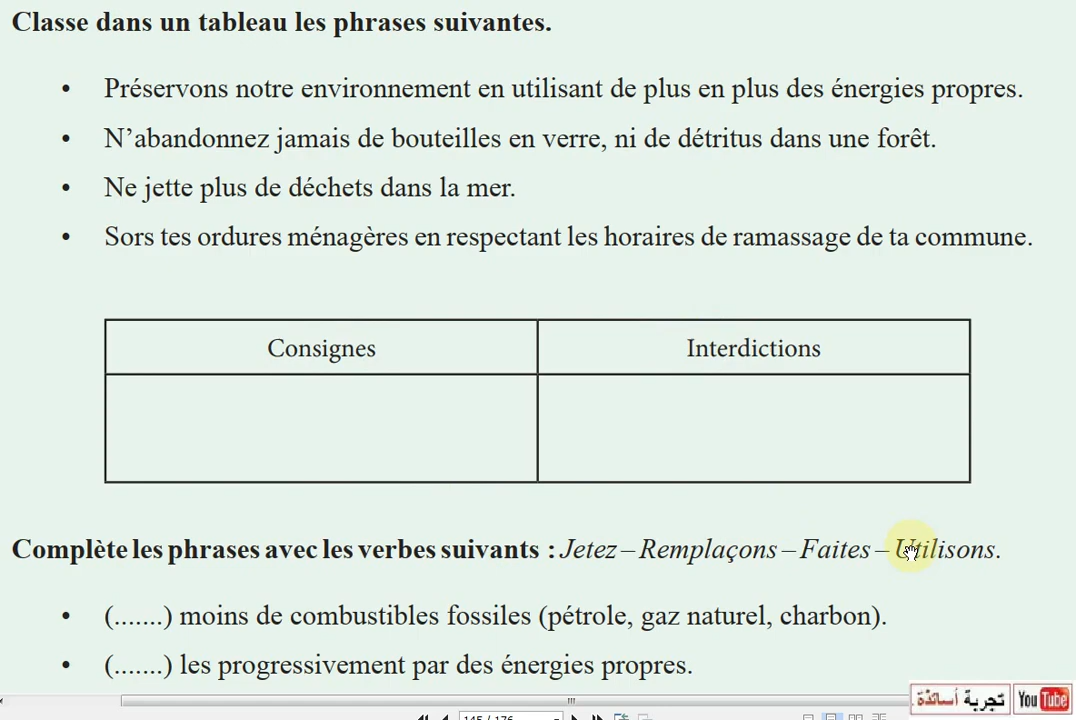 Classe dans un tableau les phrases suivantes.
• Préservons notre environnement en utilisant de plus en plus des énergies propres.
• N’abandonnez jamais de bouteilles en verre, ni de détritus dans une forêt.
• Ne jette plus de déchets dans la mer.
• Sors tes ordures ménagères en respectant les horaires de ramassage de ta commune.
Consignes Interdictions
Complète les phrases avec les verbes suivants : Jetez – Remplaçons – Faites – Utilisons.
• (.......) moins de combustibles fossiles (pétrole, gaz naturel, charbon).
• (.......) les progressivement par des énergies propres.
تجربة أستاذة YouTube
145 / 176